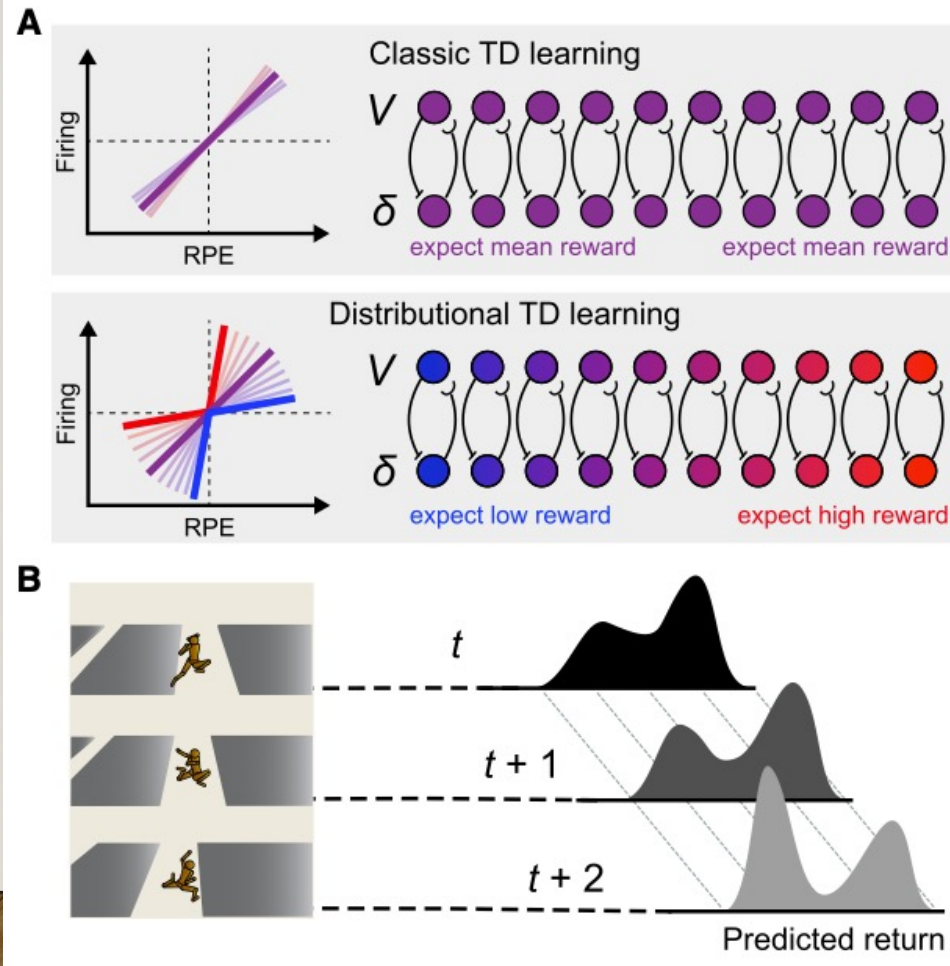 A
Classic TD learning
Firing
RPE
V
δ
expect mean reward
expect mean reward
Distributional TD learning
Firing
RPE
V
δ
expect low reward
expect high reward
B
t
t + 1
t + 2
Predicted return